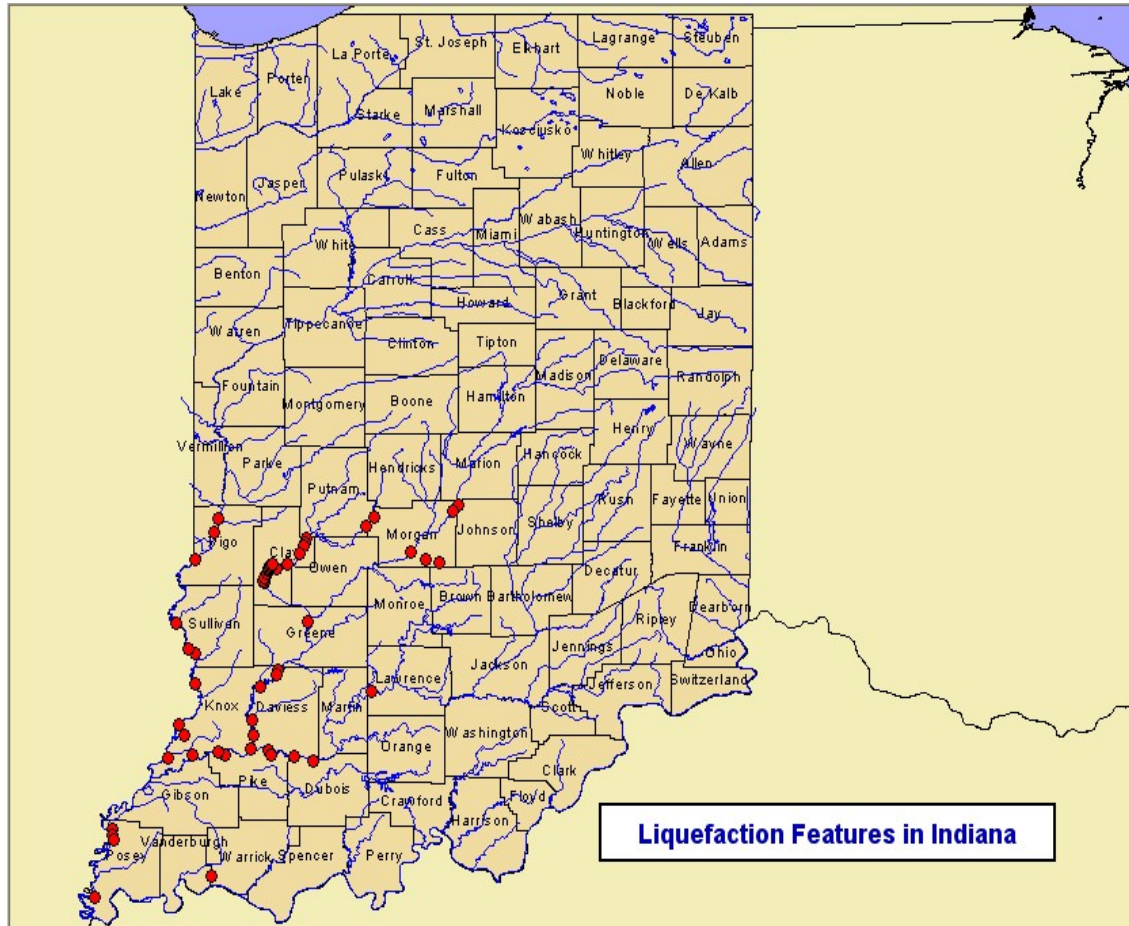 St. Joseph
Elkhart
Lagrange
Steuben
La Porte
Lake
Porter
Noble
De Kalb
Starke
Marshall
Kosciusko
Whitley
Allen
Newton
Jasper
Pulaski
Fulton
Wabash
Huntington
White
Cass
Miami
Wells
Adams
Benton
Carroll
Howard
Grant
Blackford
Jay
Warren
Tippecanoe
Clinton
Tipton
Delaware
Madison
Randolph
Fountain
Montgomery
Boone
Hamilton
Henry
Wayne
Vermillion
Parke
Hendricks
Marion
Hancock
Putnam
Rush
Fayette
Union
Vigo
Clay
Morgan
Johnson
Shelby
Franklin
Owen
Decatur
Monroe
Brown
Bartholomew
Dearborn
Sullivan
Greene
Ripley
Jennings
Ohio
Jackson
Lawrence
Jefferson
Switzerland
Knox
Daviess
Martin
Scott
Orange
Washington
Clark
Pike
Dubois
Gibson
Crawford
Floyd
Harrison
Liquefaction Features in Indiana
Posey
Vanderburgh
Warrick
Spencer
Perry